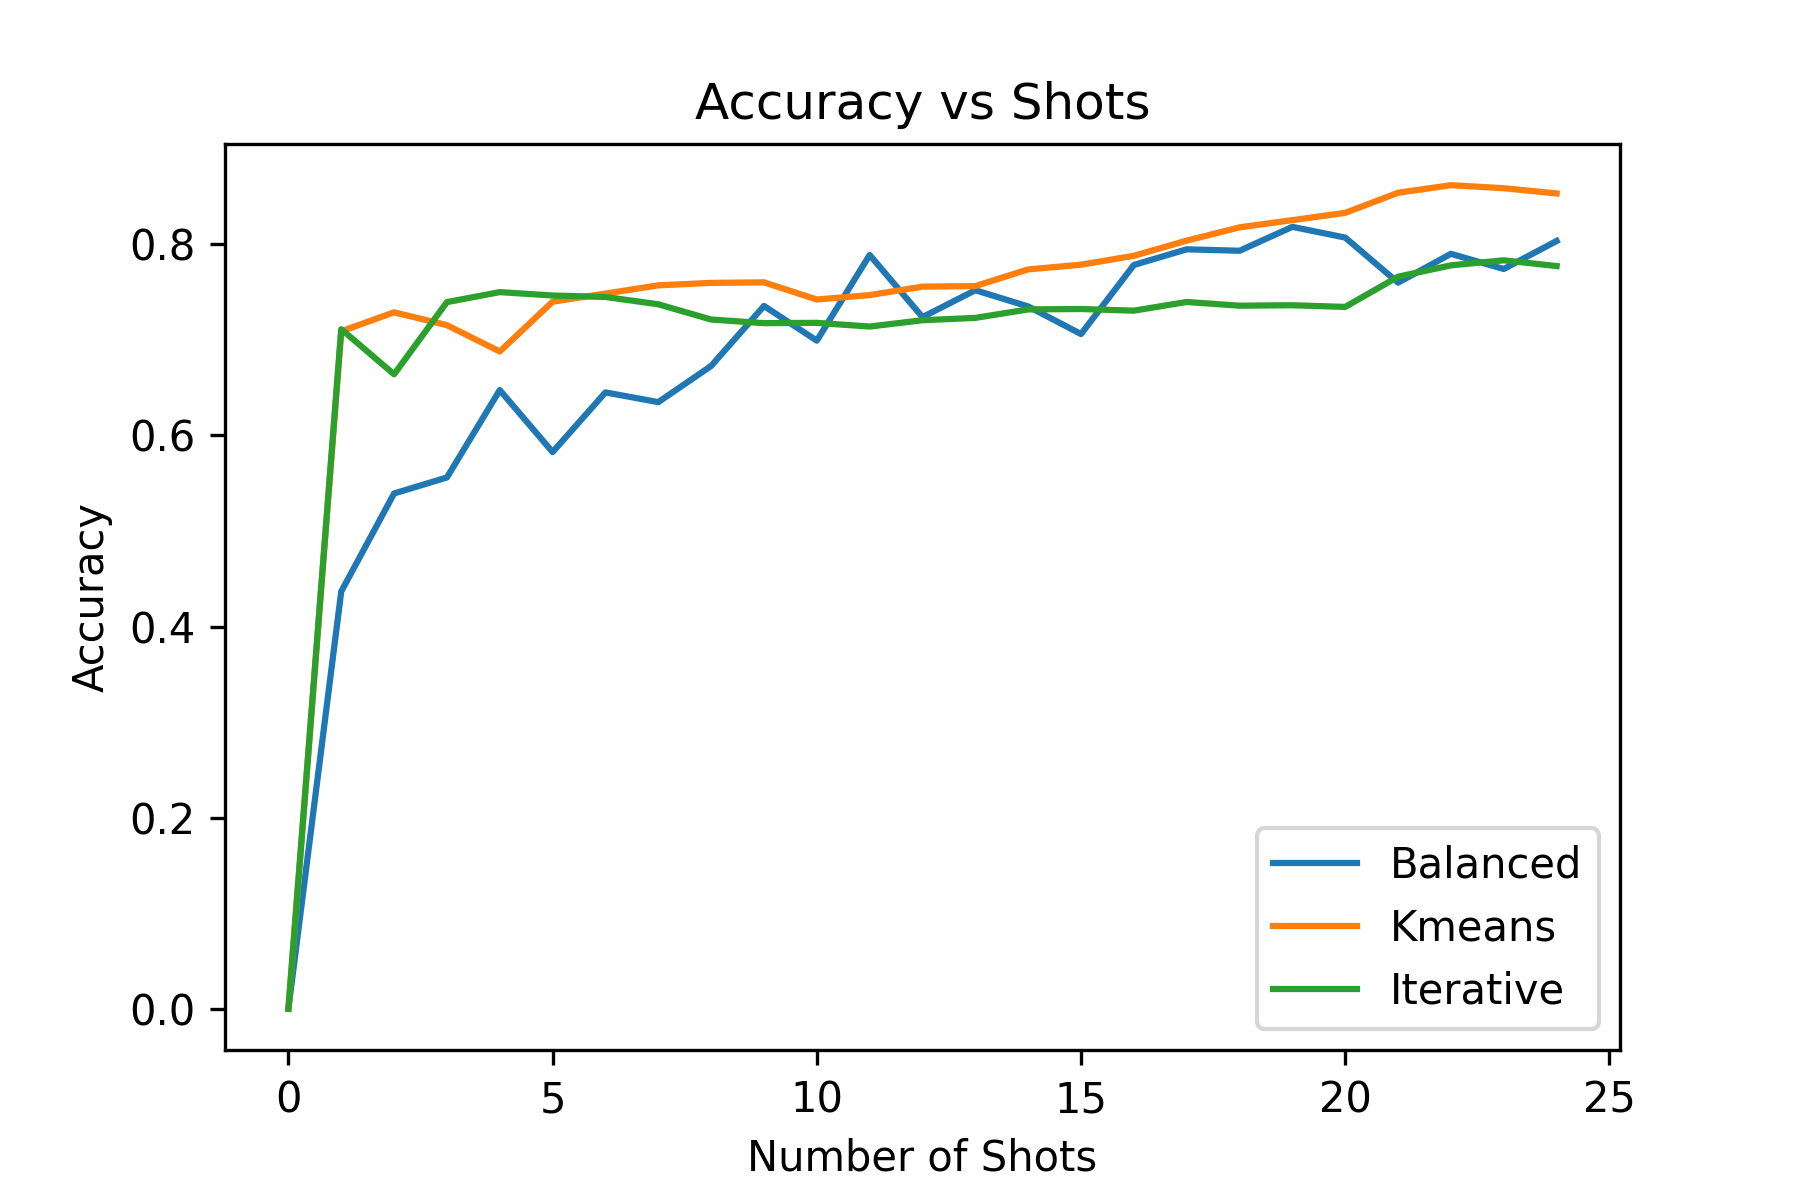 Accuracy vs Shots
Accuracy
0.8
0.6
0.4
0.2
0.0
0 5 10 15 20 25
Number of Shots
Balanced
Kmeans
Iterative